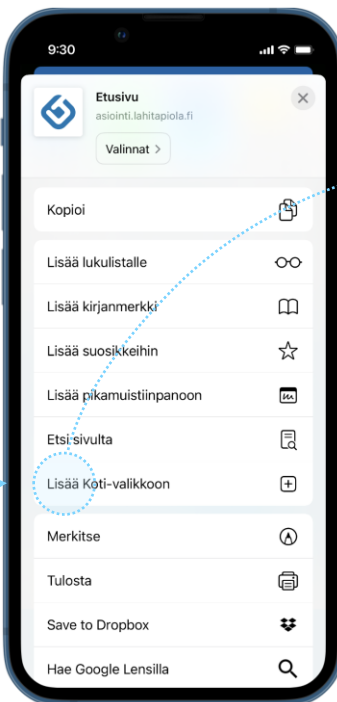 9:30
Etusivu
asiointi.lahitapiola.fi
Valinnat >
Kopioi
Lisää lukulistalle
Lisää kirjanmerkki
Lisää suosikkeihin
Lisää pikamuistiinpanoon
Etsi sivulta
Lisää Koti-valikkoon
Merkitse
Tulosta
Save to Dropbox
Hae Google Lensillä